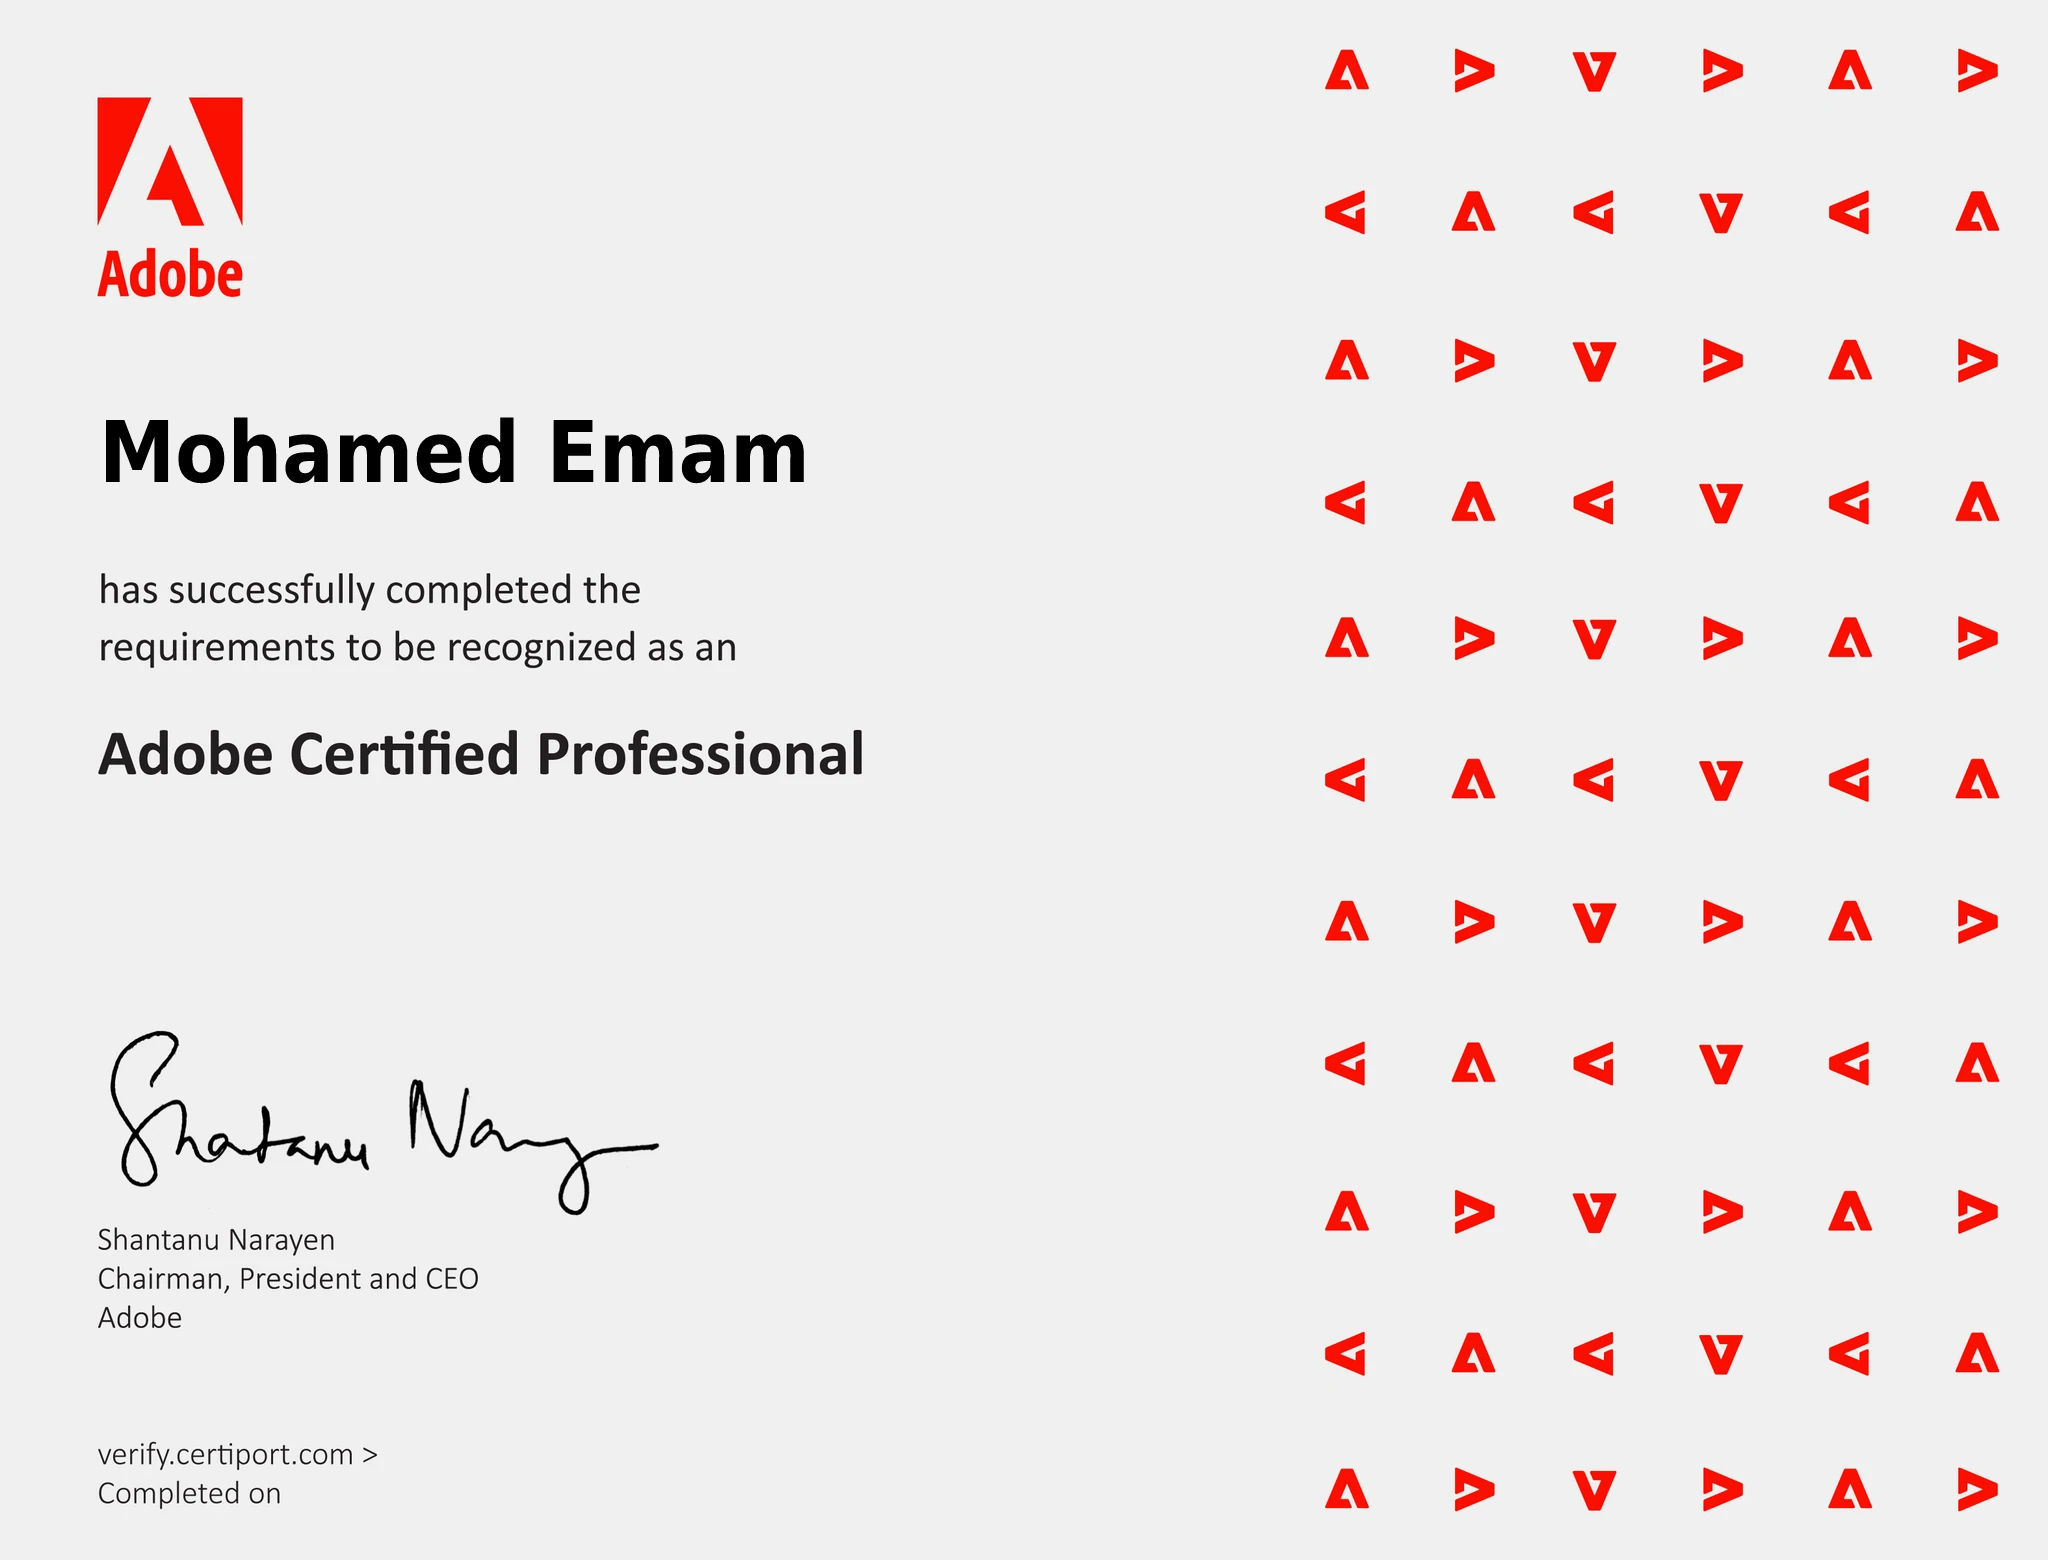 Adobe
Mohamed Emam
has successfully completed the
requirements to be recognized as an
Adobe Certified Professional
Shantanu Naray
Shantanu Narayen
Chairman, President and CEO
Adobe
verify.certiport.com >
Completed on